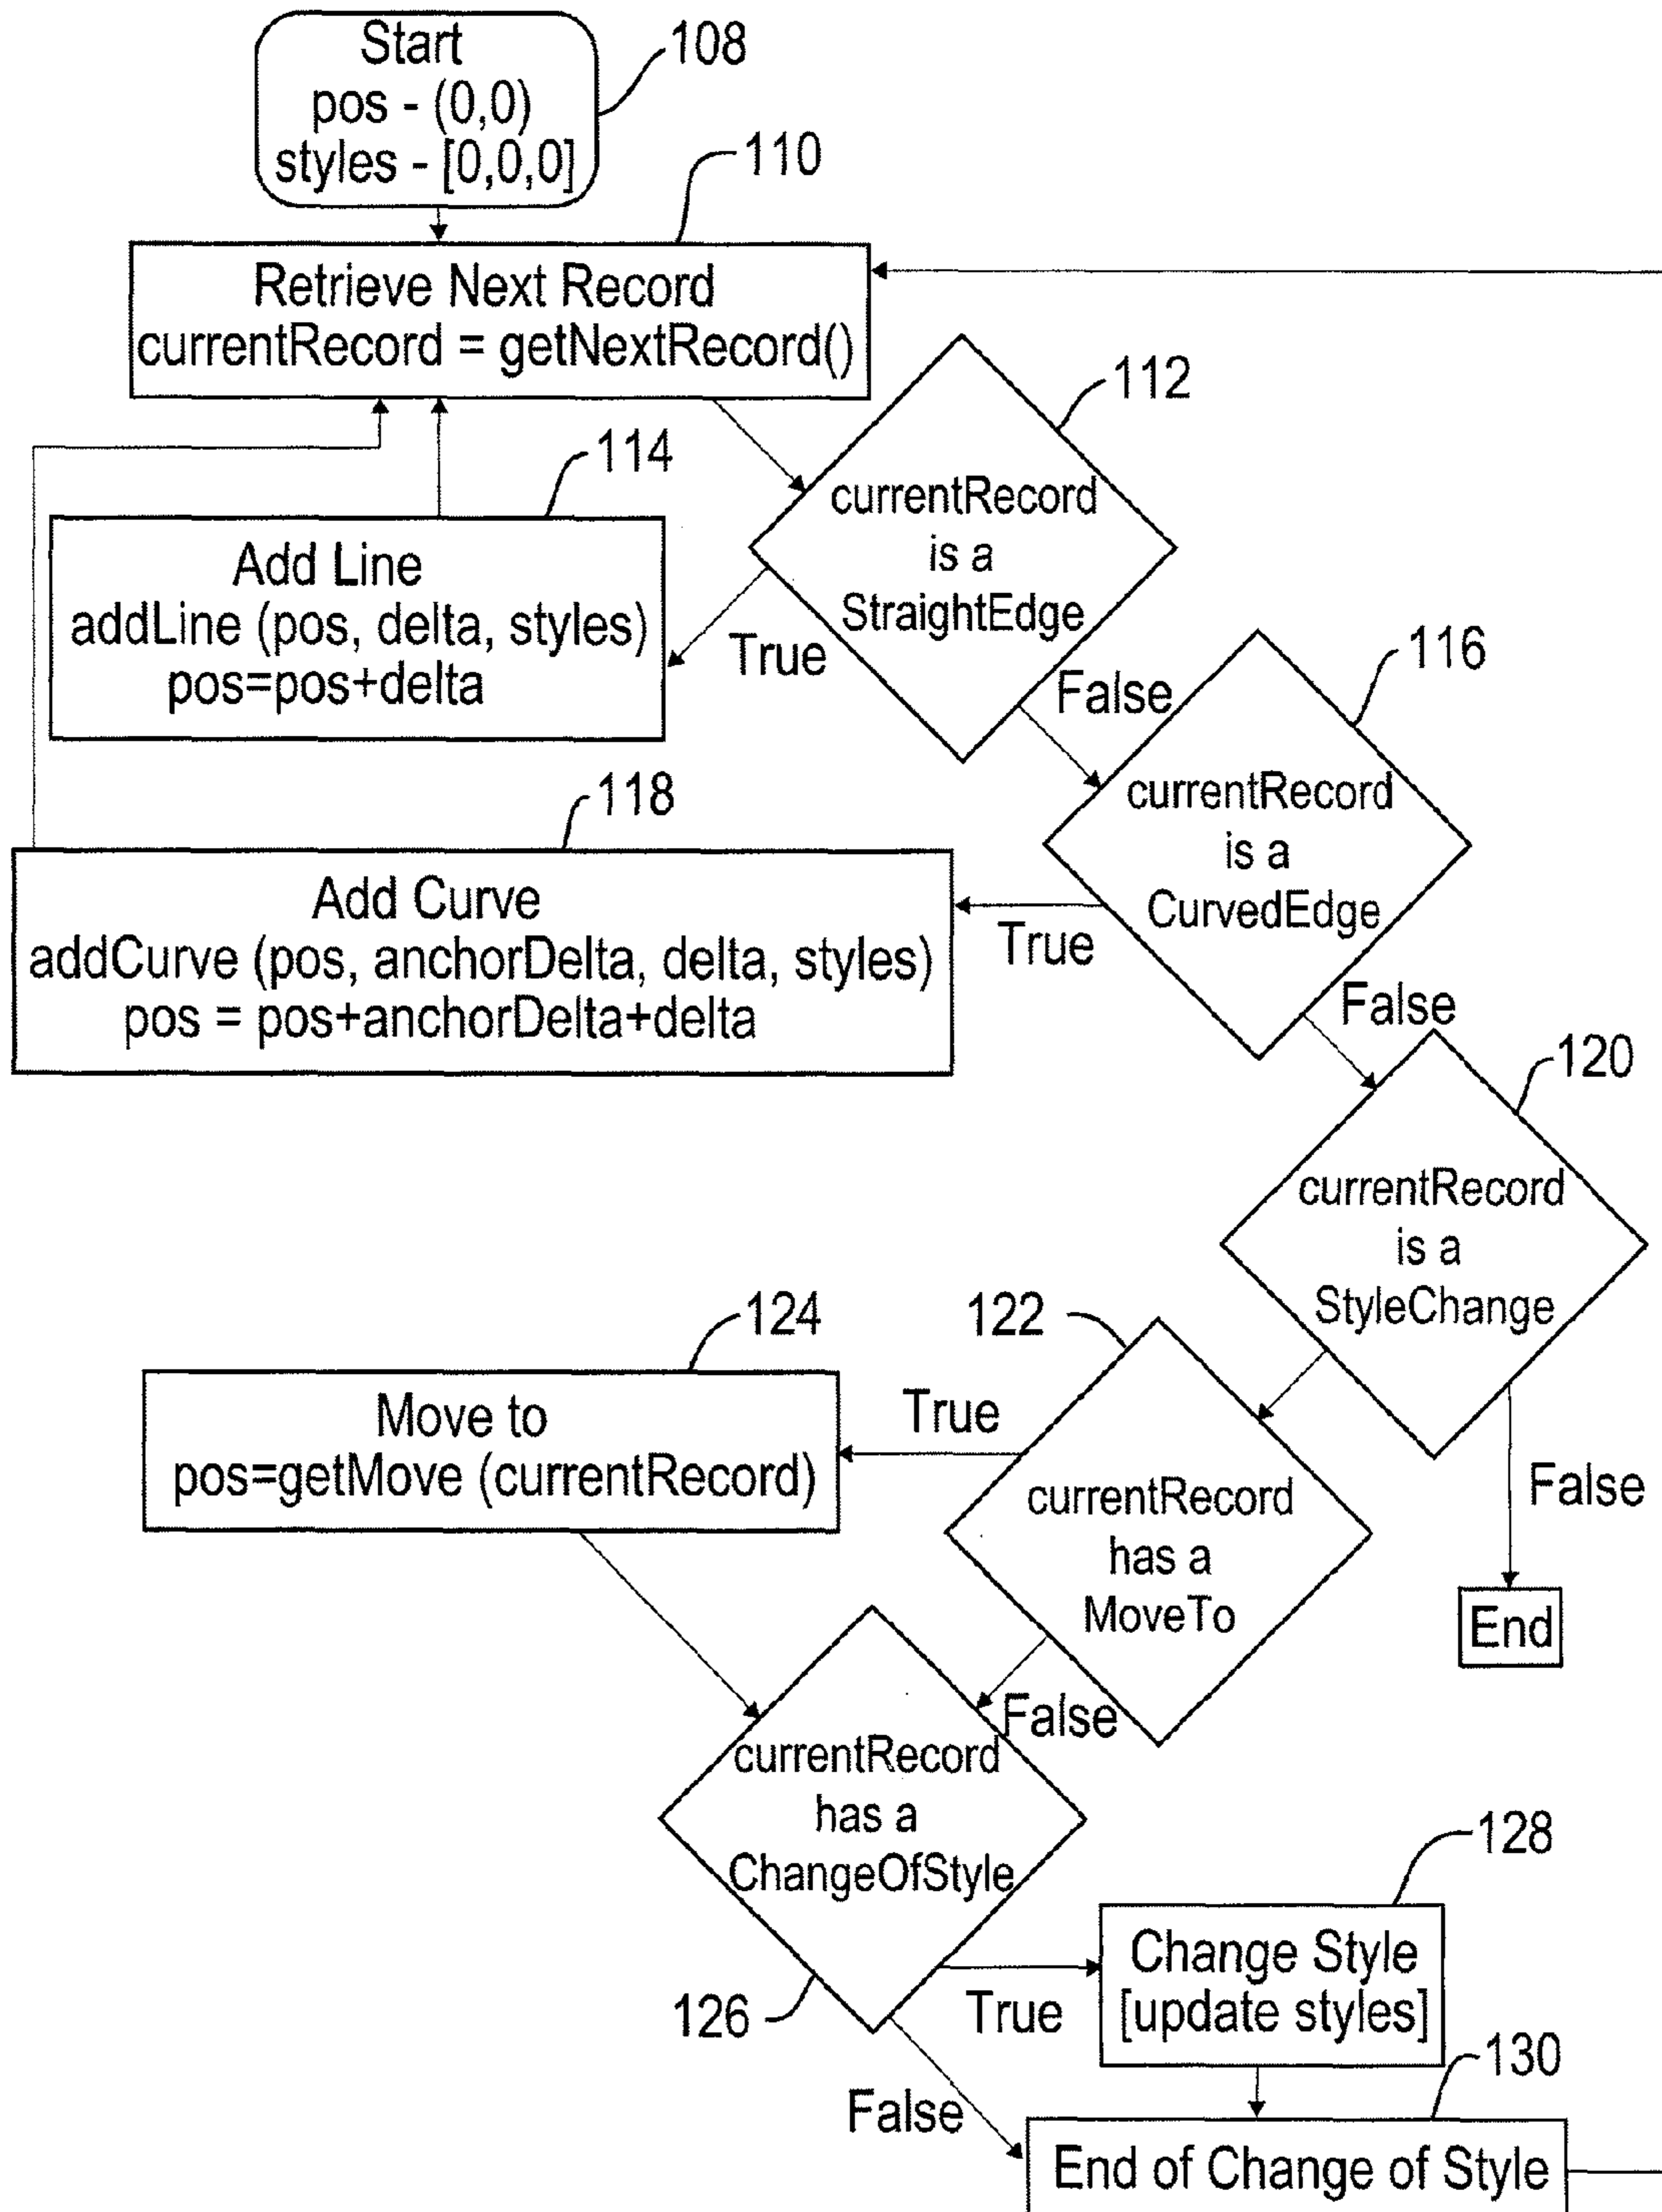 Start
pos - (0,0)
styles - [0,0,0]
108
110
Retrieve Next Record
currentRecord = getNextRecord()
112
currentRecord
is a
StraightEdge
114
Add Line
addLine (pos, delta, styles)
pos=pos+delta
True
False
116
currentRecord
is a
CurvedEdge
118
Add Curve
addCurve (pos, anchorDelta, delta, styles)
pos = pos+anchorDelta+delta
True
False
120
currentRecord
is a
StyleChange
False
End
122
currentRecord
has a
MoveTo
124
Move to
pos=getMove (currentRecord)
True
False
currentRecord
has a
ChangeOfStyle
126
True
False
128
Change Style
[update styles]
130
End of Change of Style